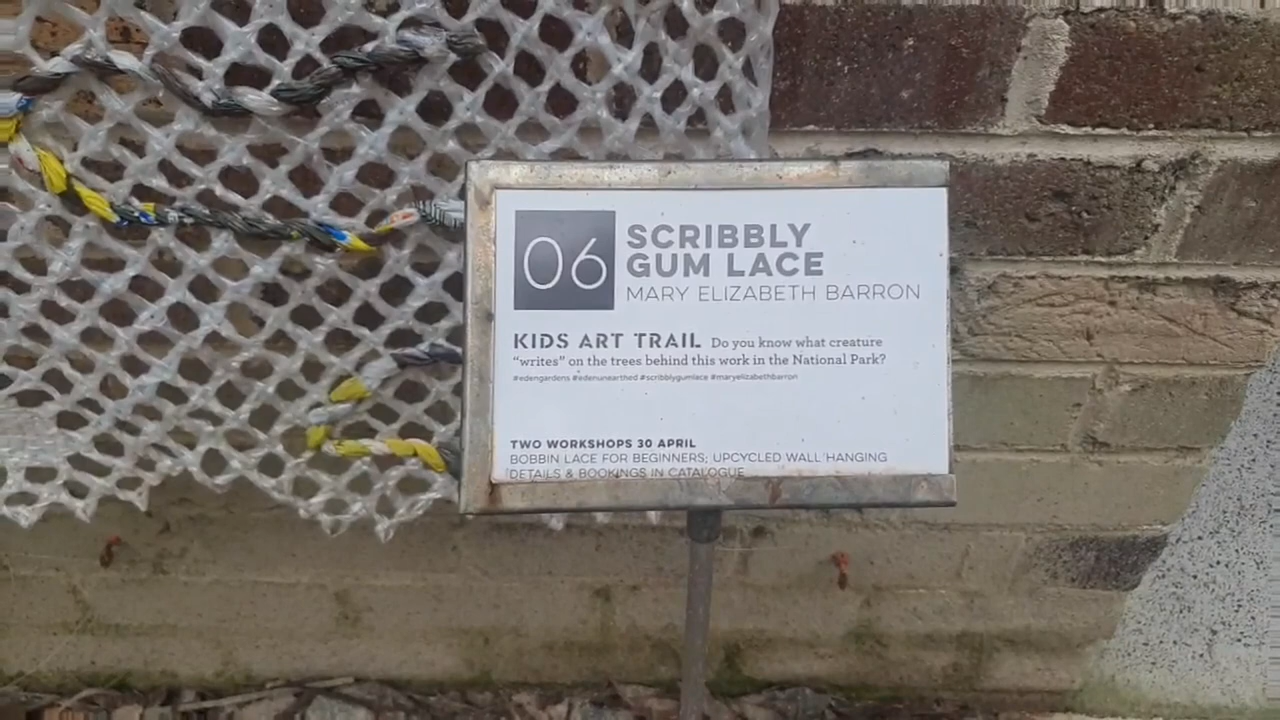 06
SCRIBBLY
GUM LACE
MARY ELIZABETH BARRON
KIDS ART TRAIL Do you know what creature
“writes” on the trees behind this work in the National Park?
#edengardens #edenunearthed #scribblygumlace #maryelizabethbarron
TWO WORKSHOPS 30 APRIL
BOBBIN LACE FOR BEGINNERS; UPCYCLED WALL HANGING
DETAILS & BOOKINGS IN CATALOGUE